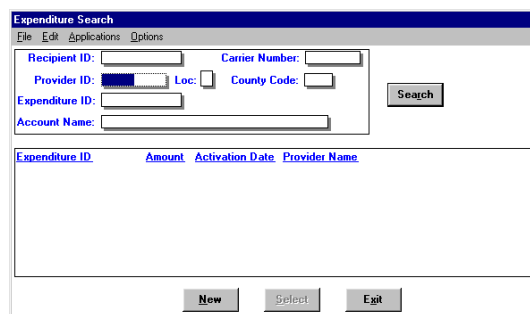 Expenditure Search
File Edit Applications Options
Recipient ID: Carrier Number:
Provider ID: Loc: County Code:
Search
Expenditure ID:
Account Name:
Expenditure ID Amount Activation Date Provider Name
New Select Exit